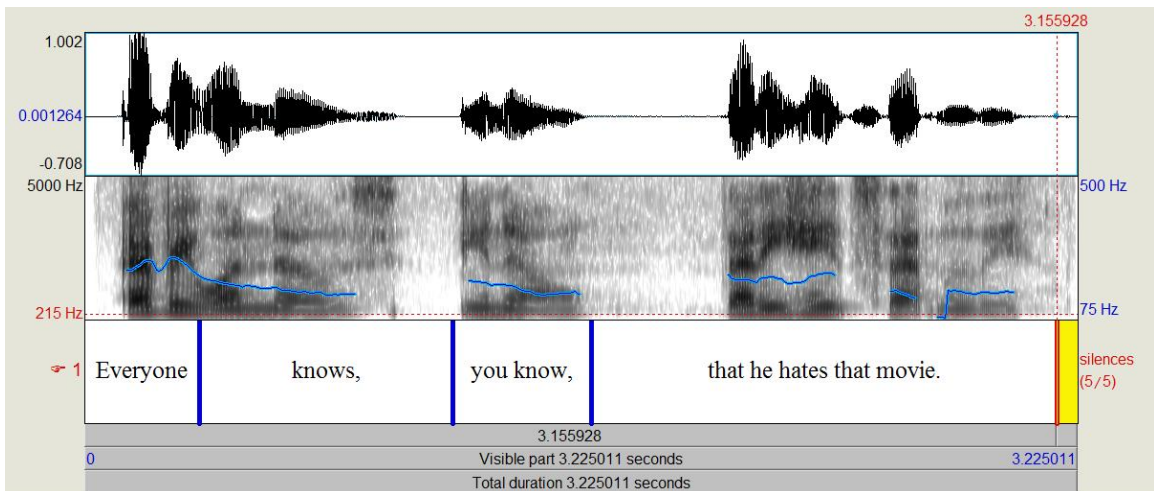 3.155928
1.002
0.001264
-0.708
5000 Hz
500 Hz
215 Hz
75 Hz
☞ 1
Everyone
knows,
you know,
that he hates that movie.
silences
(5/5)
3.155928
0
Visible part 3.225011 seconds
3.225011
Total duration 3.225011 seconds